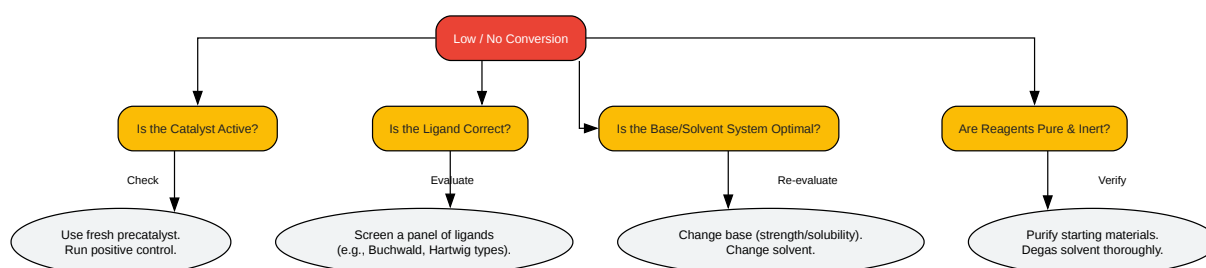 Low / No Conversion
Is the Catalyst Active?
Is the Ligand Correct?
Is the Base/Solvent System Optimal?
Are Reagents Pure & Inert?
Check
Evaluate
Re-evaluate
Verify
Use fresh precatalyst.
Run positive control.
Screen a panel of ligands
(e.g., Buchwald, Hartwig types).
Change base (strength/solubility).
Change solvent.
Purify starting materials.
Degas solvent thoroughly.